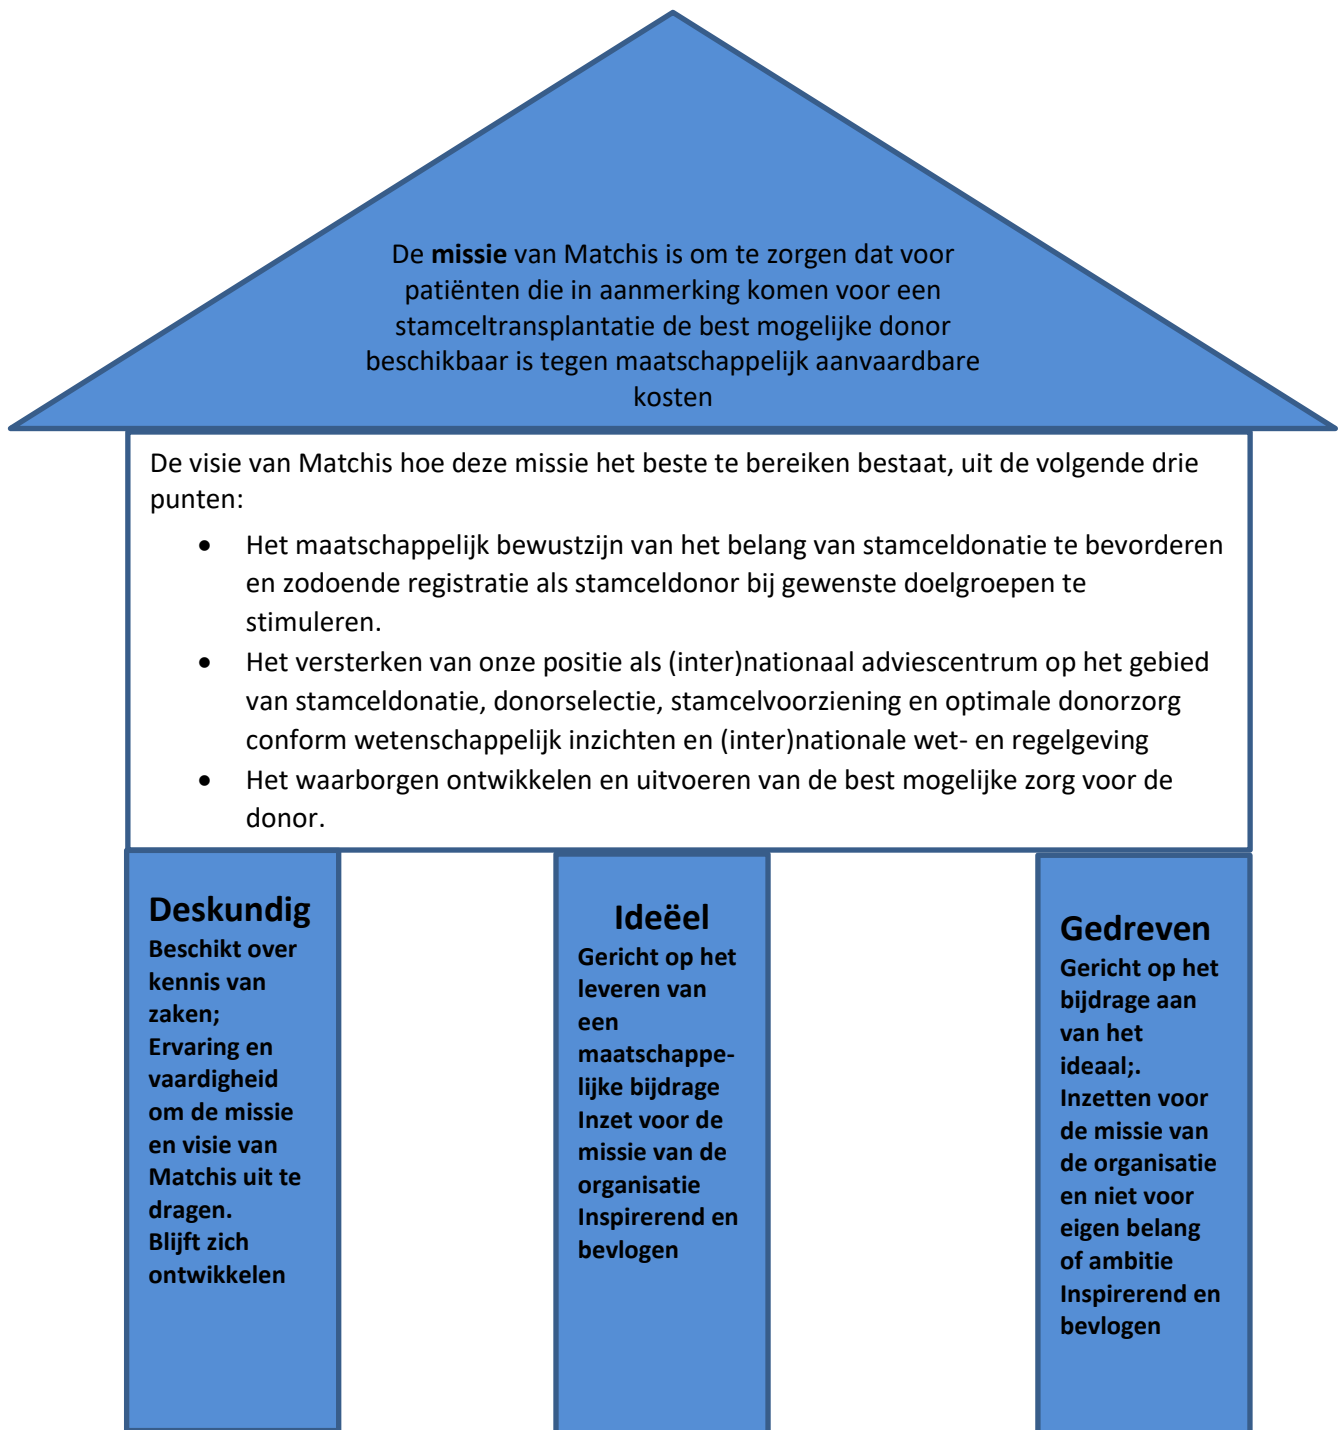 De missie van Matchis is om te zorgen dat voor
patiënten die in aanmerking komen voor een
stamceltransplantatie de best mogelijke donor
beschikbaar is tegen maatschappelijk aanvaardbare
kosten
De visie van Matchis hoe deze missie het beste te bereiken bestaat, uit de volgende drie
punten:
• Het maatschappelijk bewustzijn van het belang van stamceldonatie te bevorderen
en zodoende registratie als stamceldonor bij gewenste doelgroepen te
stimuleren.
• Het versterken van onze positie als (inter)nationaal adviescentrum op het gebied
van stamceldonatie, donorselectie, stamcelvoorziening en optimale donorzorg
conform wetenschappelijk inzichten en (inter)nationale wet- en regelgeving
• Het waarborgen ontwikkelen en uitvoeren van de best mogelijke zorg voor de
donor.
Deskundig
Beschikt over
kennis van
zaken;
Ervaring en
vaardigheid
om de missie
en visie van
Matchis uit te
dragen.
Blijft zich
ontwikkelen
Ideëel
Gericht op het
leveren van
een
maatschappe-
lijke bijdrage
Inzet voor de
missie van de
organisatie
Inspirerend en
bevlogen
Gedreven
Gericht op het
bijdrage aan
van het
ideaal;.
Inzetten voor
de missie van
de organisatie
en niet voor
eigen belang
of ambitie
Inspirerend en
bevlogen